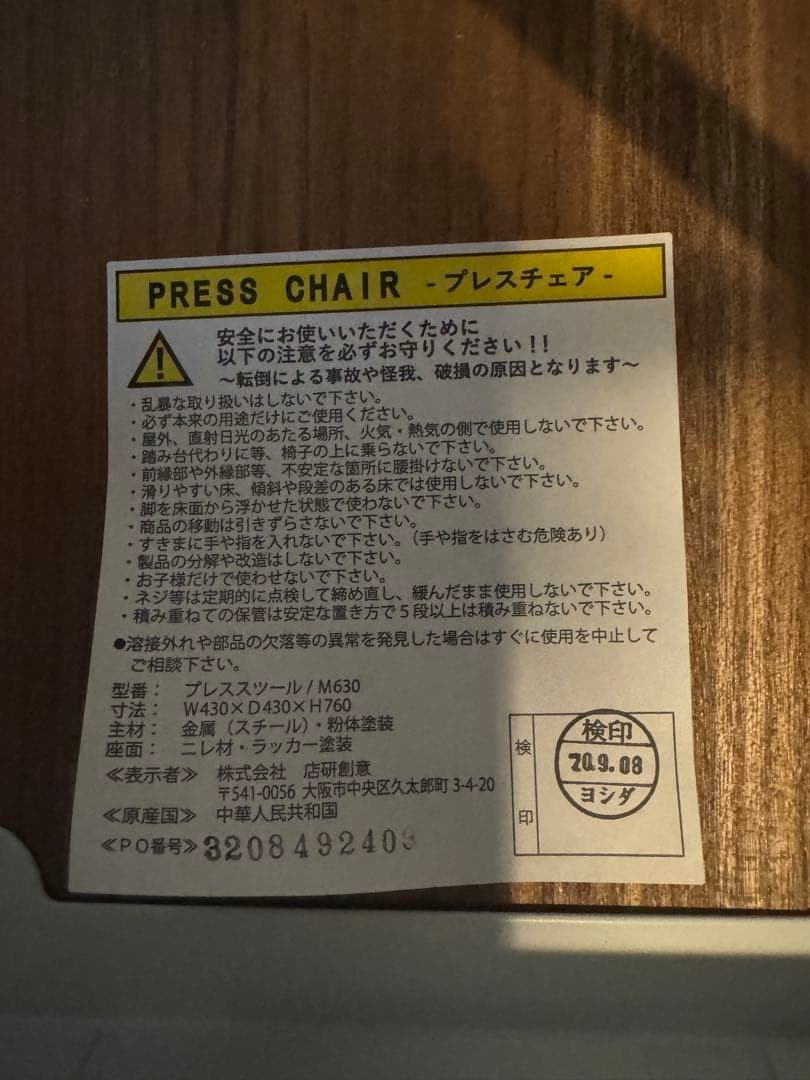 PRESS CHAIR -プレスチェア-
安全にお使いいただくために
以下の注意を必ずお守りください!!
～転倒による事故や怪我、破損の原因となります～
・乱暴な取り扱いはしないで下さい。
・必ず本来の用途だけにご使用ください。
・屋外、直射日光のあたる場所、火気・熱気の側で使用しないで下さい。
・踏み台代わりに等、椅子の上に乗らないで下さい。
・前縁部や外縁部等、不安定な箇所に腰掛けないで下さい。
・滑りやすい床、傾斜や段差のある床では使用しないで下さい。
・脚を床面から浮かせた状態で使わないで下さい。
・商品の移動は引きずらさないで下さい。
・すきまに手や指を入れないで下さい。(手や指をはさむ危険あり)
・製品の分解や改造はしないで下さい。
・お子様だけで使わせないで下さい。
・ネジ等は定期的に点検して締め直し、緩んだまま使用しないで下さい。
・積み重ねての保管は安定な置き方で5段以上は積み重ねないで下さい。
●溶接外れや部品の欠落等の異常を発見した場合はすぐに使用を中止して
ご相談下さい。
型番： プレススツール/M630
寸法： W430×D430×H760
主材： 金属（スチール）・粉体塗装
座面： ニレ材・ラッカー塗装
≪表示者≫ 株式会社 店研創意
〒541-0056 大阪市中央区久太郎町3-4-20
≪原産国≫ 中華人民共和国
≪PO番号≫ 3208492409
検印
検印
20.9.08
ヨシダ